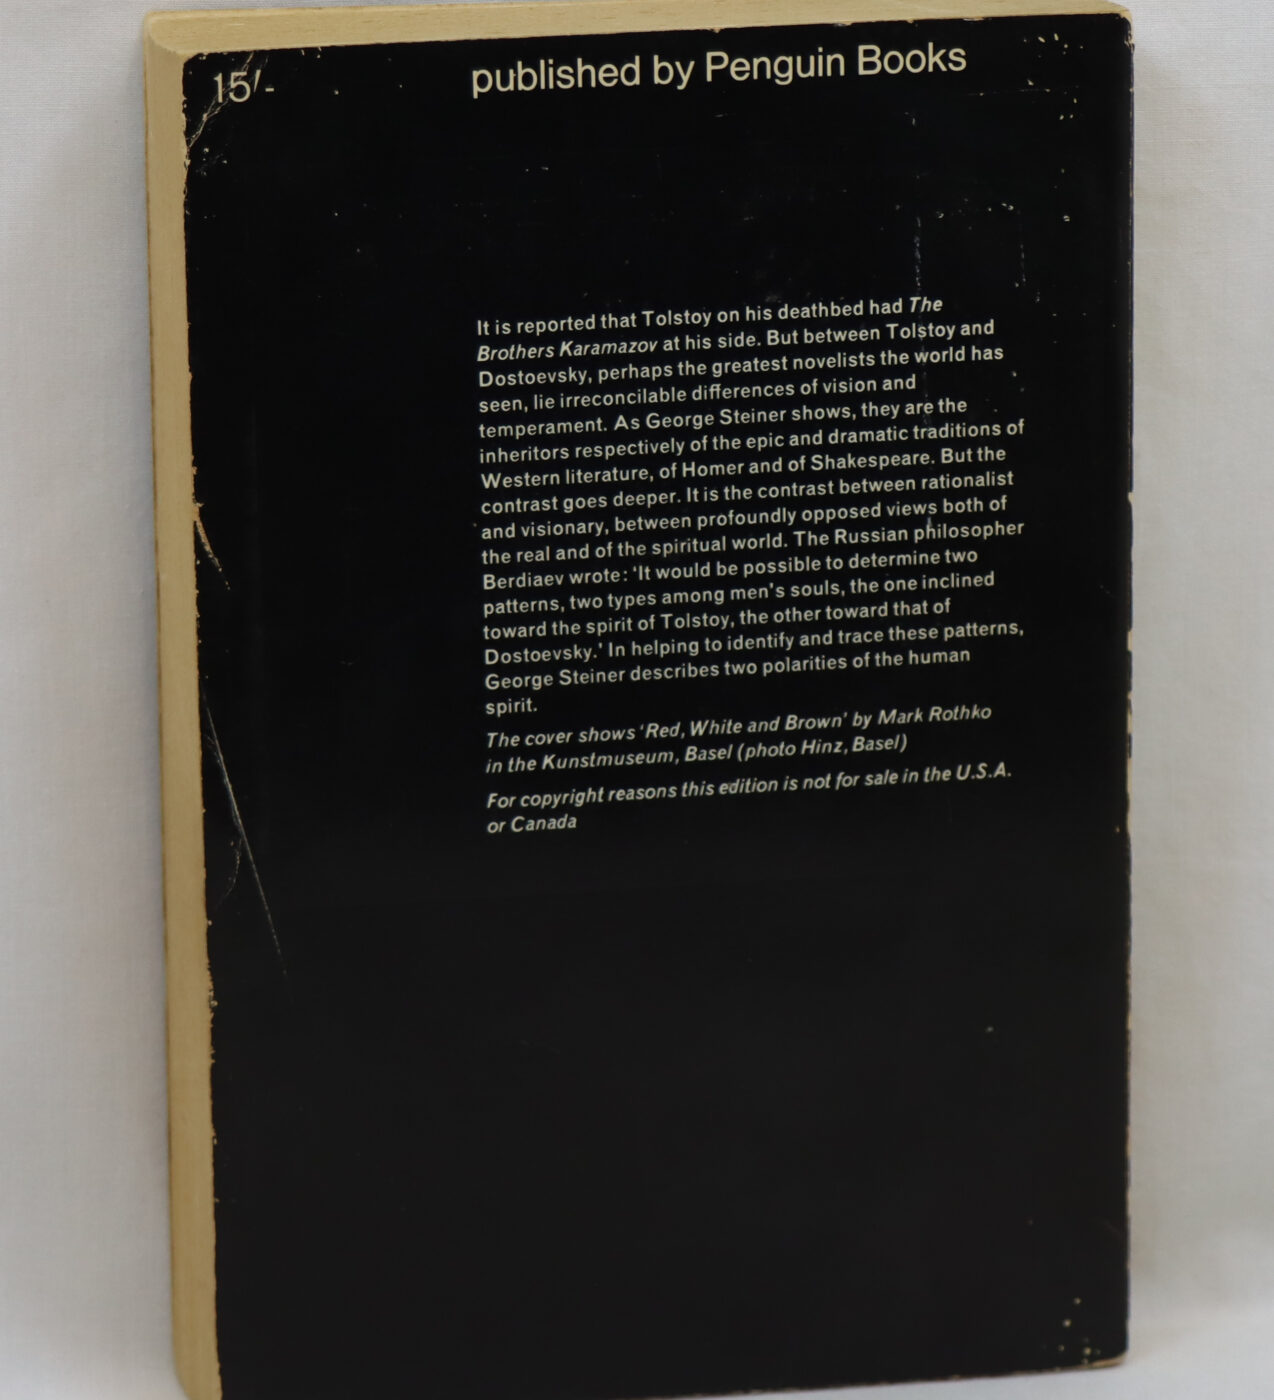 15/-
published by Penguin Books
It is reported that Tolstoy on his deathbed had The
Brothers Karamazov at his side. But between Tolstoy and
Dostoevsky, perhaps the greatest novelists the world has
seen, lie irreconcilable differences of vision and
temperament. As George Steiner shows, they are the
inheritors respectively of the epic and dramatic traditions of
Western literature, of Homer and of Shakespeare. But the
contrast goes deeper. It is the contrast between rationalist
and visionary, between profoundly opposed views both of
the real and of the spiritual world. The Russian philosopher
Berdiaev wrote: 'It would be possible to determine two
patterns, two types among men's souls, the one inclined
toward the spirit of Tolstoy, the other toward that of
Dostoevsky.' In helping to identify and trace these patterns,
George Steiner describes two polarities of the human
spirit.
The cover shows 'Red, White and Brown' by Mark Rothko
in the Kunstmuseum, Basel (photo Hinz, Basel)
For copyright reasons this edition is not for sale in the U.S.A.
or Canada